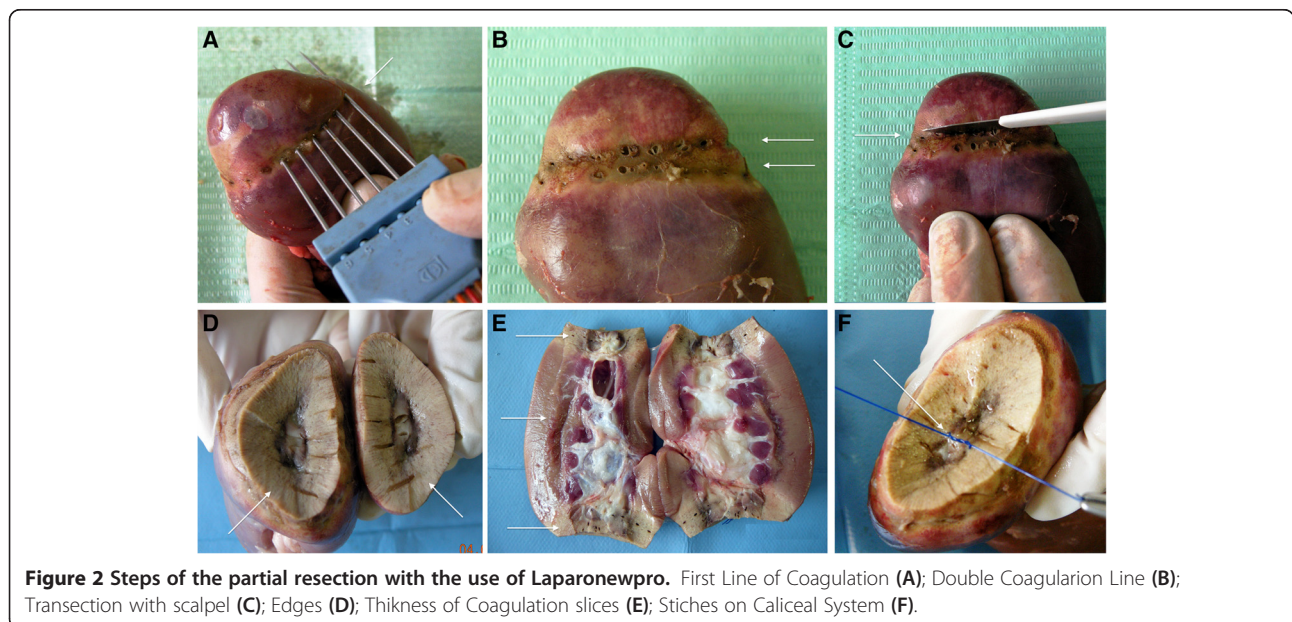 A
B
C
D
E
F
Figure 2 Steps of the partial resection with the use of Laparonewpro. First Line of Coagulation (A); Double Coagularion Line (B);
Transection with scalpel (C); Edges (D); Thikness of Coagulation slices (E); Stiches on Caliceal System (F).